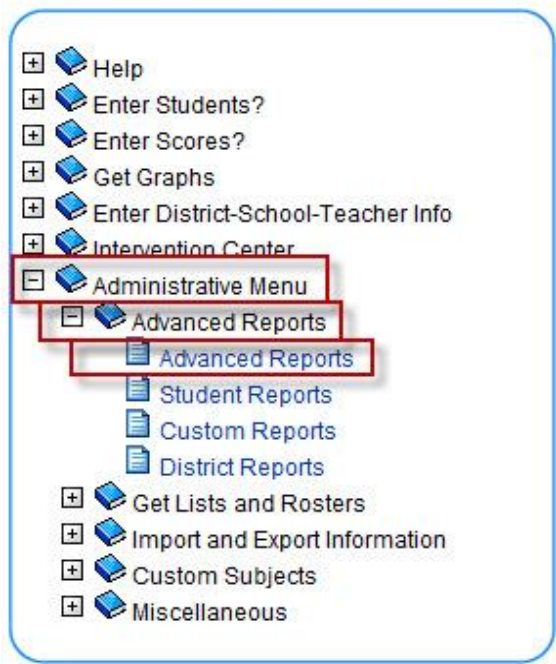 Help
Enter Students?
Enter Scores?
Get Graphs
Enter District-School-Teacher Info
Intervention Center
Administrative Menu
Advanced Reports
Advanced Reports
Student Reports
Custom Reports
District Reports
Get Lists and Rosters
Import and Export Information
Custom Subjects
Miscellaneous